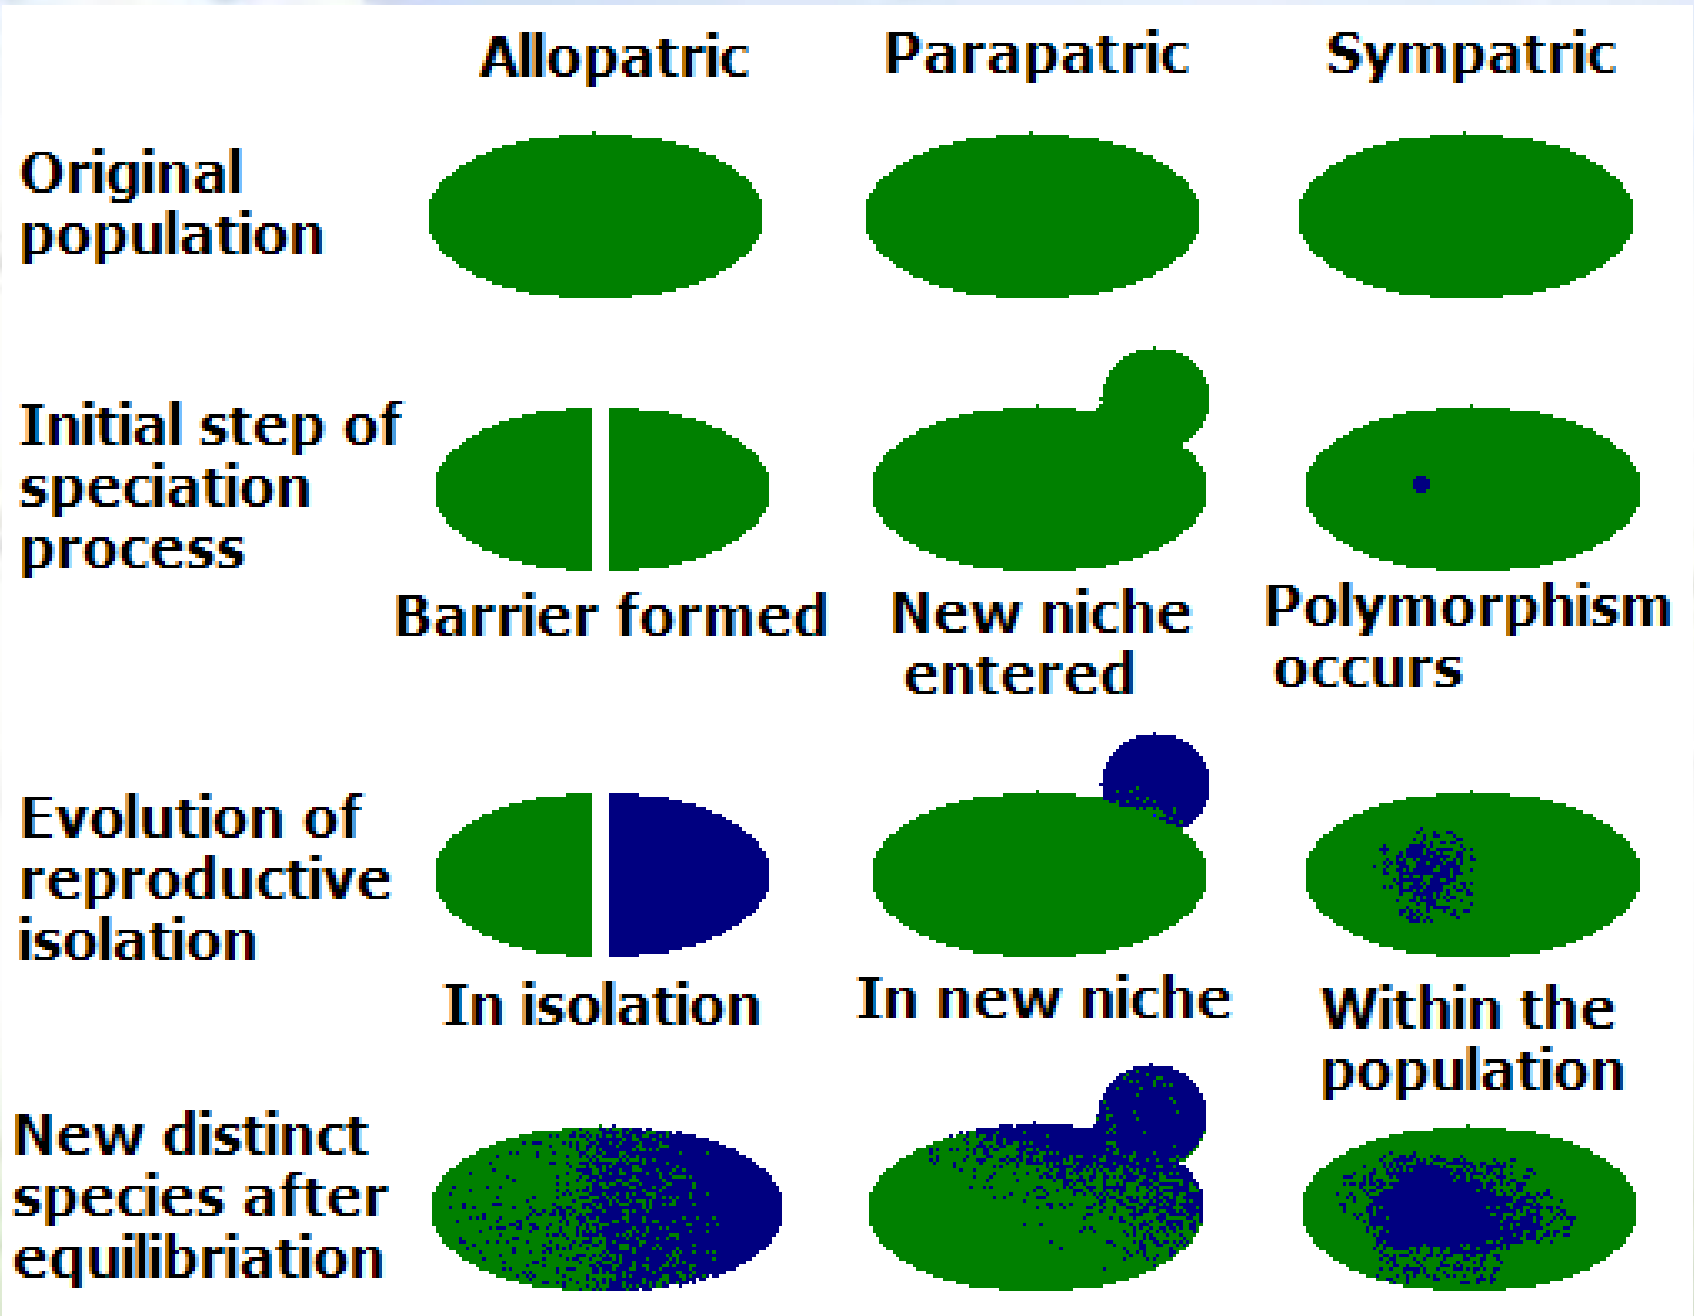 Allopatric Parapatric Sympatric
Original
population
Initial step of
speciation
process
Barrier formed
New niche
entered
Polymorphism
occurs
Evolution of
reproductive
isolation
In isolation
In new niche
Within the
population
New distinct
species after
equilibriation